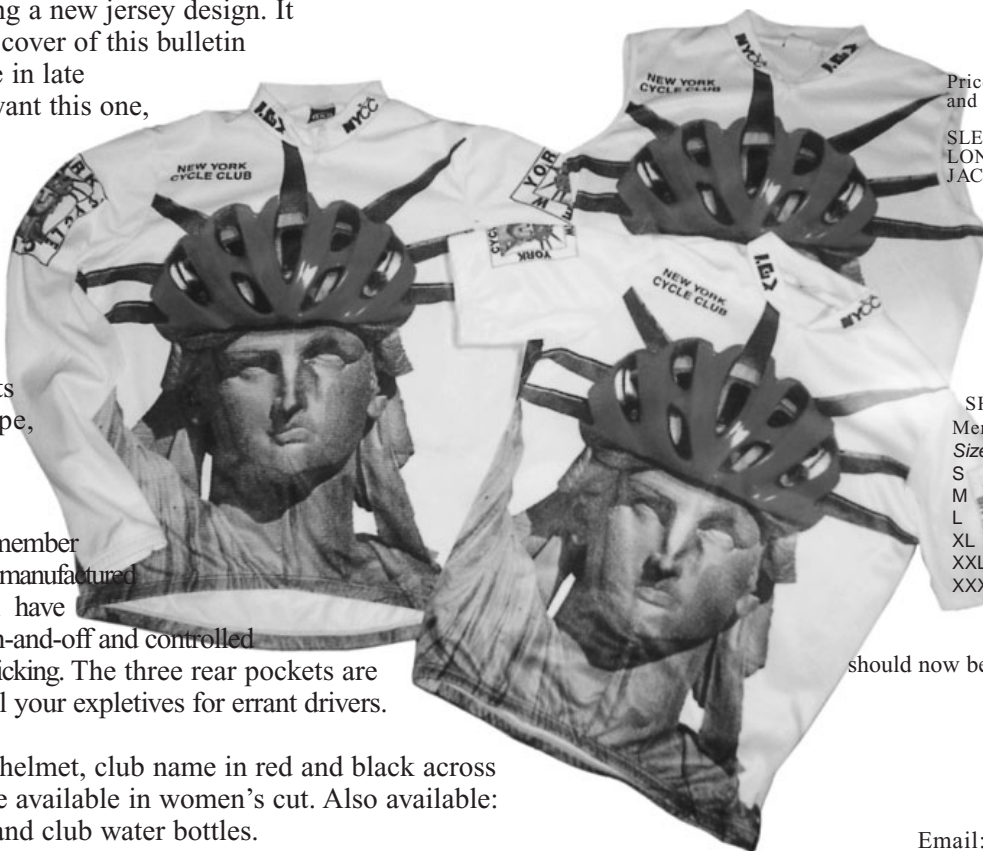 ng a new jersey design. It
cover of this bulletin
e in late
vant this one,
ts
pe,
member
manufactured
have
n-and-off and controlled
icking. The three rear pockets are
l your expletives for errant drivers.
helmet, club name in red and black across
e available in women's cut. Also available:
and club water bottles.
NEW YORK
CYCLE CLUB
NYCC
NEW YORK
CYCLE CLUB
NYCC
YORK
NEW YORK
CYCLE CLUB
NYCC
Price
and
SLE
LON
JAC
Size
S
M
L
XL
XXL
XXX
should now be
Email: